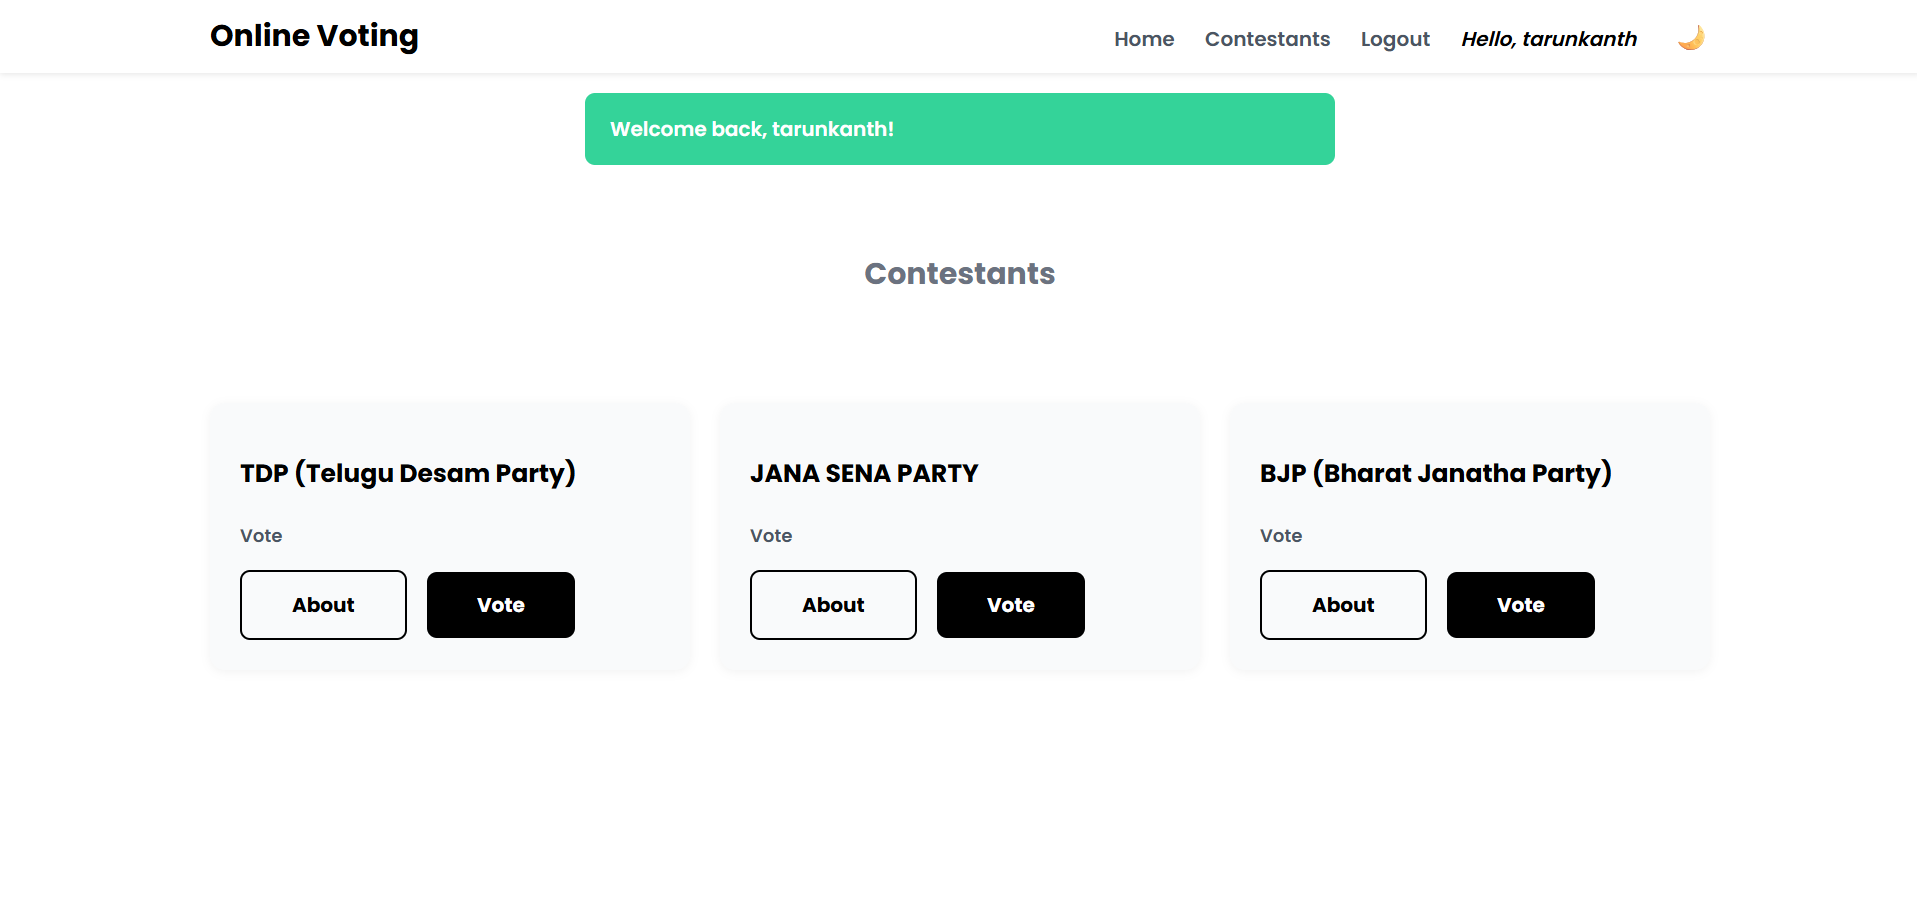 Online Voting
Home Contestants Logout Hello, tarunkanth
Welcome back, tarunkanth!
Contestants
TDP (Telugu Desam Party)
Vote
About Vote
JANA SENA PARTY
Vote
About Vote
BJP (Bharat Janatha Party)
Vote
About Vote